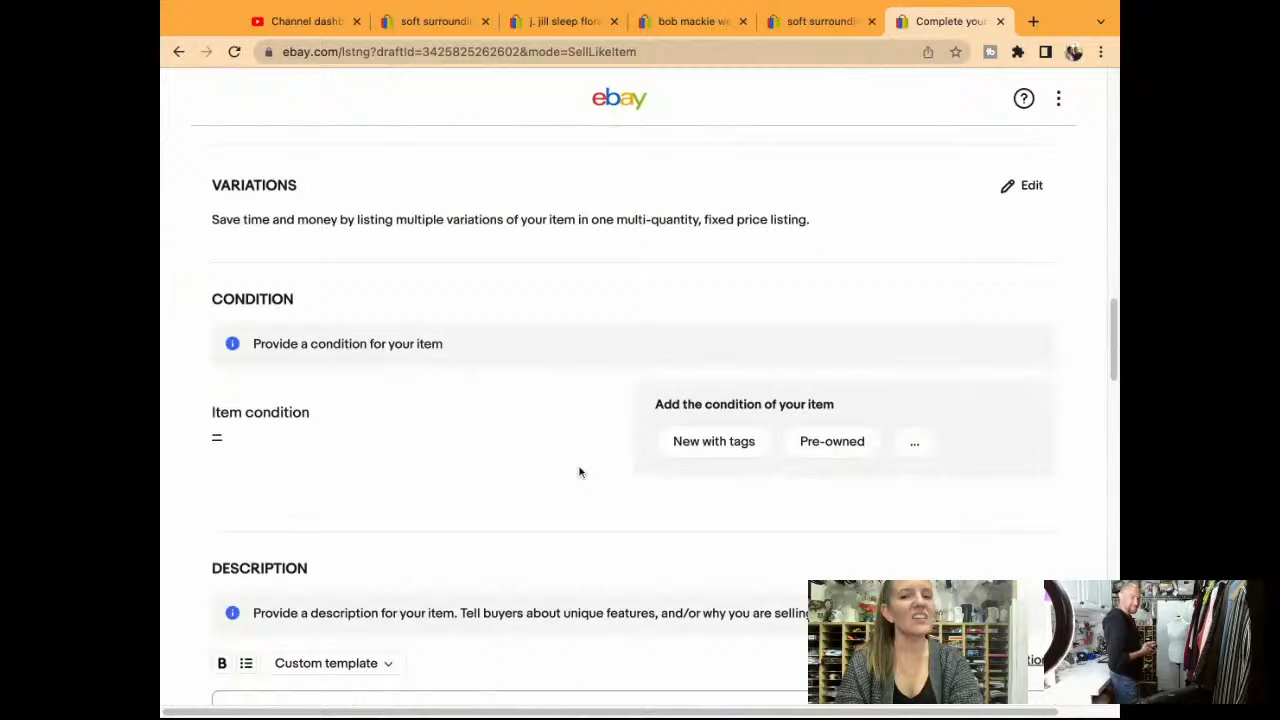 Channel dashb
soft surroundi
j. jill sleep flora
bob mackie we
soft surroundi
Complete your
ebay.com/lstng?draftId=3425825262602&mode=SellLikeItem
ebay
VARIATIONS
Edit
Save time and money by listing multiple variations of your item in one multi-quantity, fixed price listing.
CONDITION
Provide a condition for your item
Item condition
Add the condition of your item
New with tags
Pre-owned
...
DESCRIPTION
Provide a description for your item. Tell buyers about unique features, and/or why you are selling
B
Custom template